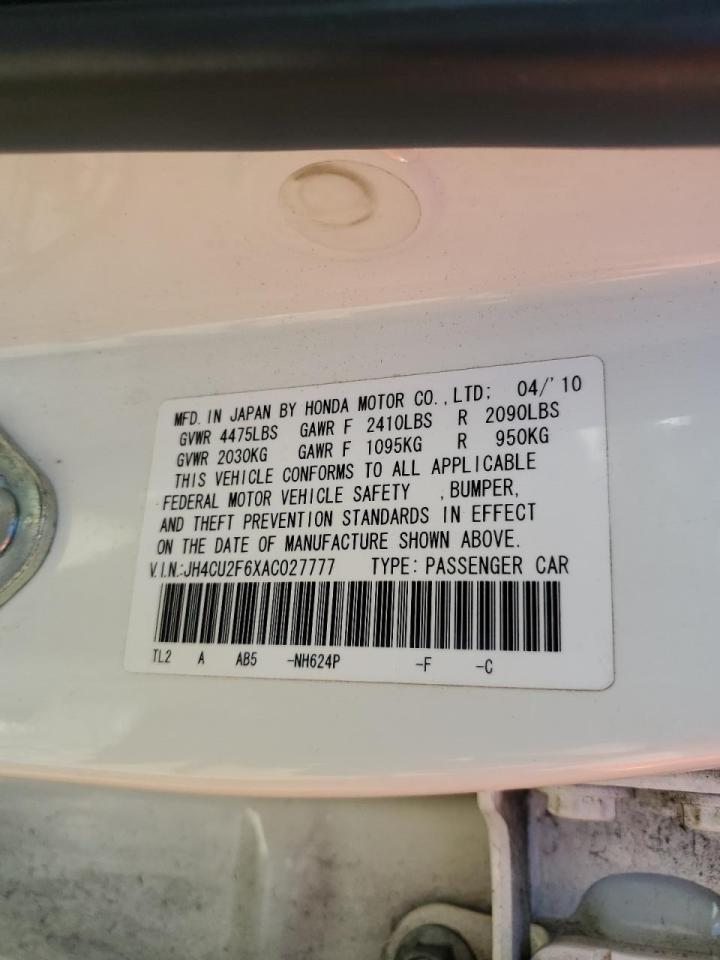 MFD. IN JAPAN BY HONDA MOTOR CO.,LTD; 04/'10
GVWR 4475LBS GAWR F 2410LBS R 2090LBS
GVWR 2030KG GAWR F 1095KG R 950KG
THIS VEHICLE CONFORMS TO ALL APPLICABLE
FEDERAL MOTOR VEHICLE SAFETY , BUMPER,
AND THEFT PREVENTION STANDARDS IN EFFECT
ON THE DATE OF MANUFACTURE SHOWN ABOVE.
V.I.N.:JH4CU2F6XAC027777 TYPE: PASSENGER CAR
TL2 A AB5 -NH624P -F -C